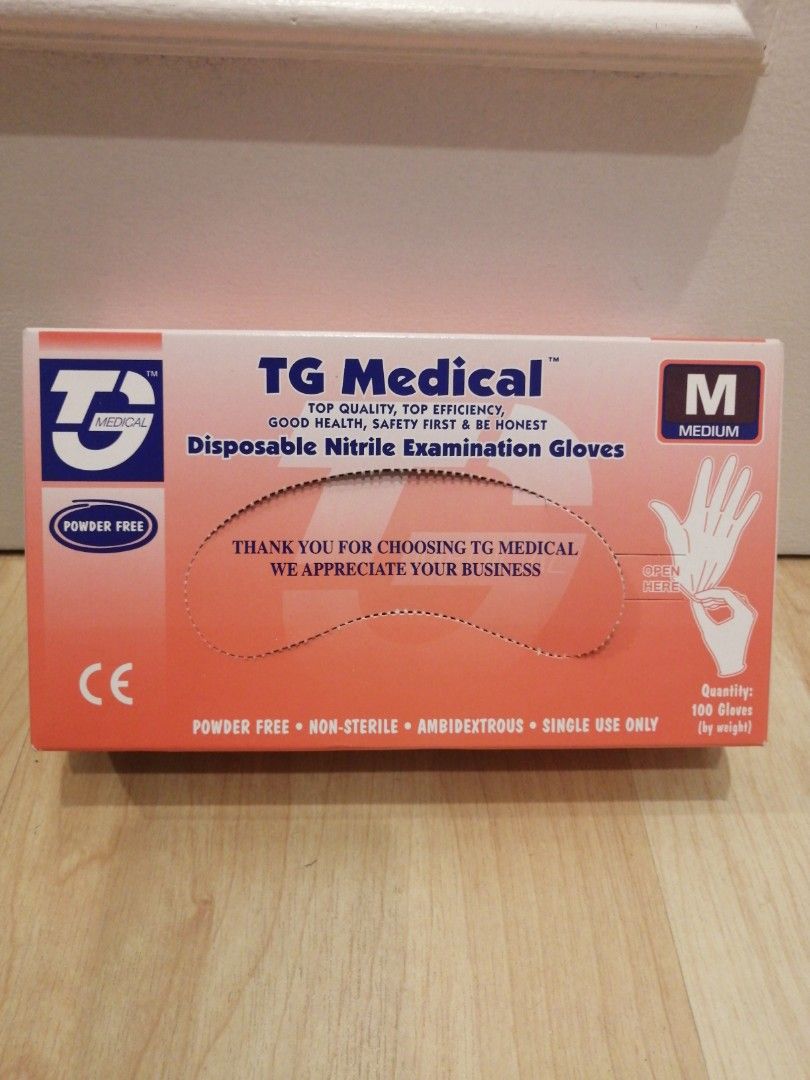 TG
MEDICAL
™
TG Medical™
TOP QUALITY, TOP EFFICIENCY,
GOOD HEALTH, SAFETY FIRST & BE HONEST
Disposable Nitrile Examination Gloves
M
MEDIUM
POWDER FREE
THANK YOU FOR CHOOSING TG MEDICAL
WE APPRECIATE YOUR BUSINESS
OPEN
HERE
CE
Quantity:
100 Gloves
(by weight)
POWDER FREE • NON-STERILE • AMBIDEXTROUS • SINGLE USE ONLY